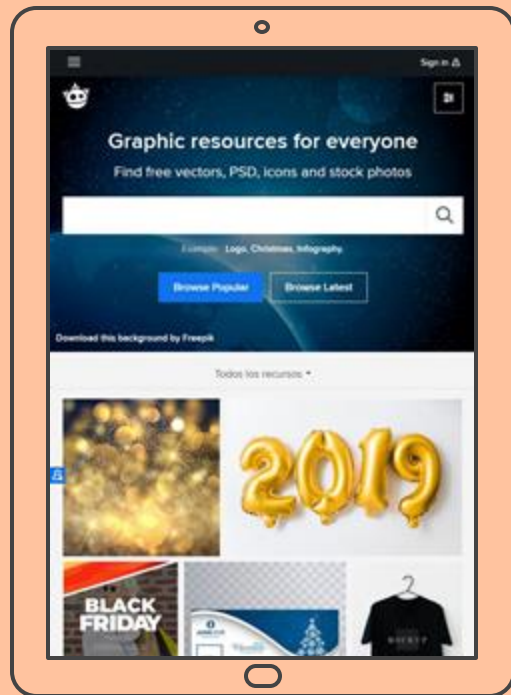 Sign in
Graphic resources for everyone
Find free vectors, PSD, icons and stock photos
Example: Logo, Christmas, Infography.
Browse Popular
Browse Latest
Download this background by Freepik
Todos los recursos
2019
BLACK
FRIDAY